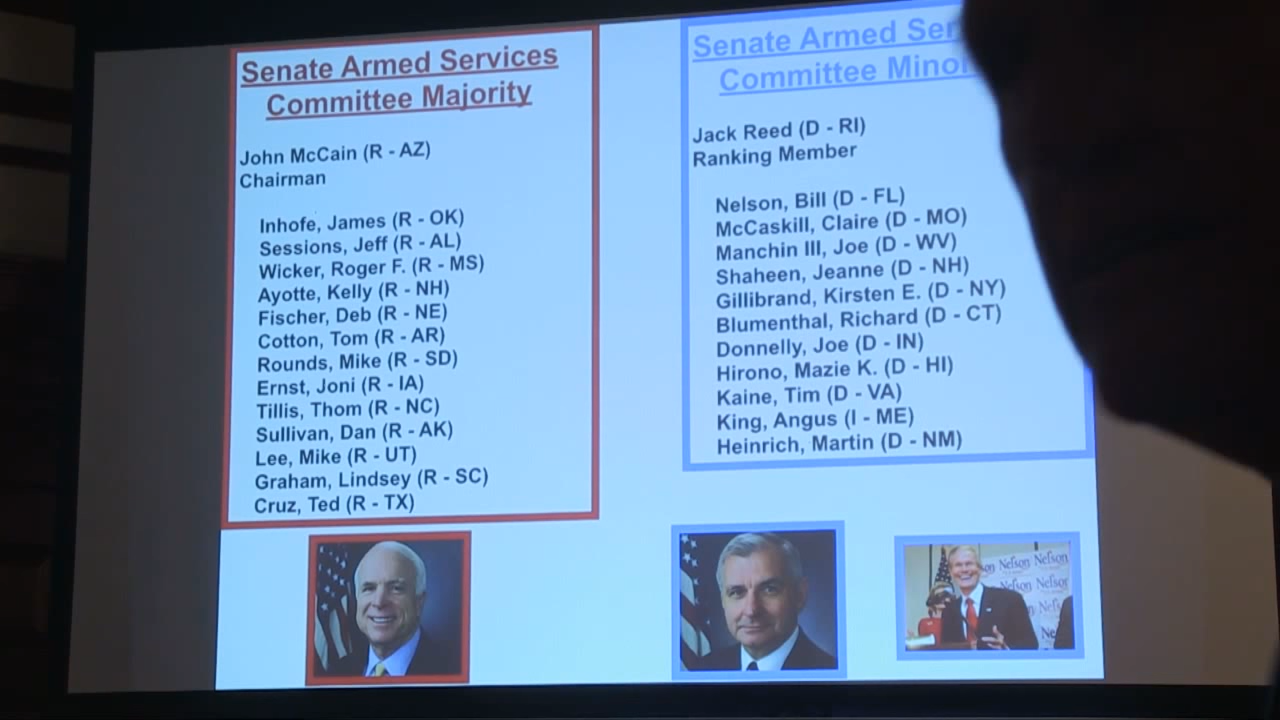 Senate Armed Services
Committee Majority
John McCain (R - AZ)
Chairman
Inhofe, James (R - OK)
Sessions, Jeff (R - AL)
Wicker, Roger F. (R - MS)
Ayotte, Kelly (R - NH)
Fischer, Deb (R - NE)
Cotton, Tom (R - AR)
Rounds, Mike (R - SD)
Ernst, Joni (R - IA)
Tillis, Thom (R - NC)
Sullivan, Dan (R - AK)
Lee, Mike (R - UT)
Graham, Lindsey (R - SC)
Cruz, Ted (R - TX)
Senate Armed
Committee
Jack Reed (D - RI)
Ranking Member
Nelson, Bill (D - FL)
McCaskill, Claire (D - MO)
Manchin III, Joe (D - WV)
Shaheen, Jeanne (D - NH)
Gillibrand, Kirsten E. (D - NY)
Blumenthal, Richard (D - CT)
Donnelly, Joe (D - IN)
Hirono, Mazie K. (D - HI)
Kaine, Tim (D - VA)
King, Angus (I - ME)
Heinrich, Martin (D - NM)
Nelson Nelson
Nelson Nelson